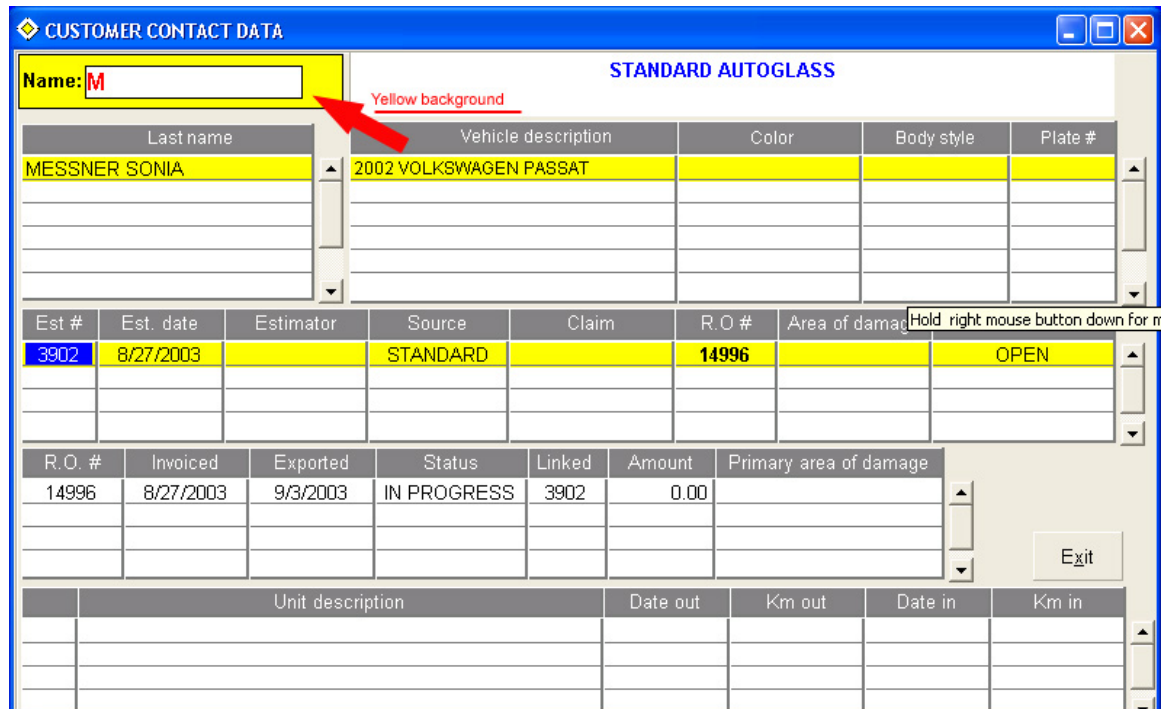 CUSTOMER CONTACT DATA
Name: M
STANDARD AUTOGLASS
Yellow background
Last name
Vehicle description Color Body style Plate #
MESSNER SONIA
2002 VOLKSWAGEN PASSAT
Est # Est. date Estimator Source Claim R.O # Area of damag
Hold right mouse button down for m
3902 8/27/2003 STANDARD 14996 OPEN
R.O. # Invoiced Exported Status Linked Amount Primary area of damage
14996 8/27/2003 9/3/2003 IN PROGRESS 3902 0.00
Exit
Unit description Date out Km out Date in Km in